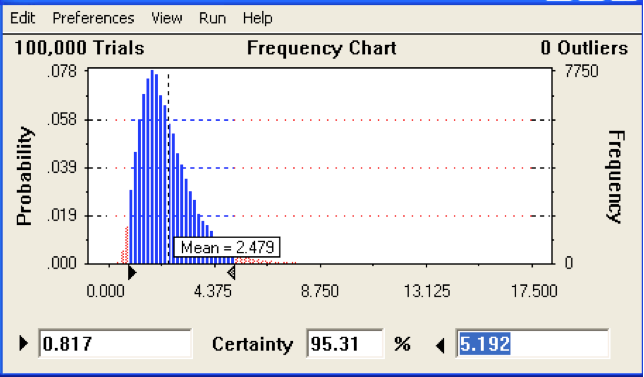 Edit Preferences View Run Help
100,000 Trials Frequency Chart 0 Outliers
.078 7750
.058
.039
.019
.000 0
Probability
Frequency
Mean = 2.479
0.000 4.375 8.750 13.125 17.500
0.817 Certainty 95.31 % 5.192